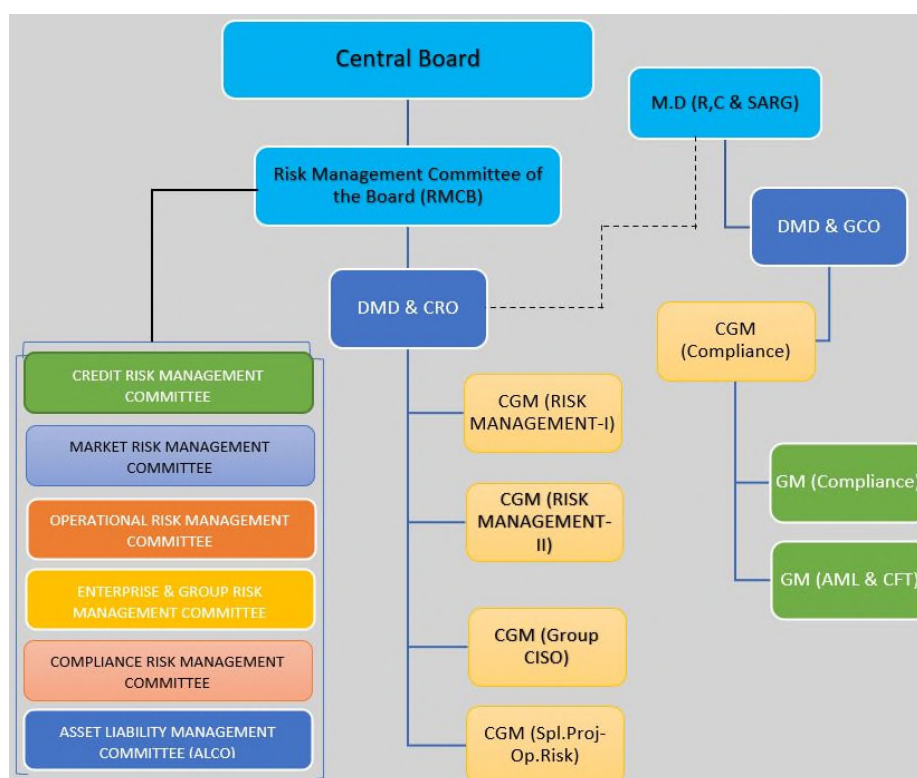 Central Board
M.D (R,C & SARG)
Risk Management Committee of
the Board (RMCB)
DMD & GCO
DMD & CRO
CGM
(Compliance)
CREDIT RISK MANAGEMENT
COMMITTEE
MARKET RISK MANAGEMENT
COMMITTEE
OPERATIONAL RISK MANAGEMENT
COMMITTEE
ENTERPRISE & GROUP RISK
MANAGEMENT COMMITTEE
COMPLIANCE RISK MANAGEMENT
COMMITTEE
ASSET LIABILITY MANAGEMENT
COMMITTEE (ALCO)
CGM (RISK
MANAGEMENT-I)
CGM (RISK
MANAGEMENT-
II)
CGM (Group
CISO)
CGM (Spl.Proj-
Op.Risk)
GM (Compliance)
GM (AML & CFT)